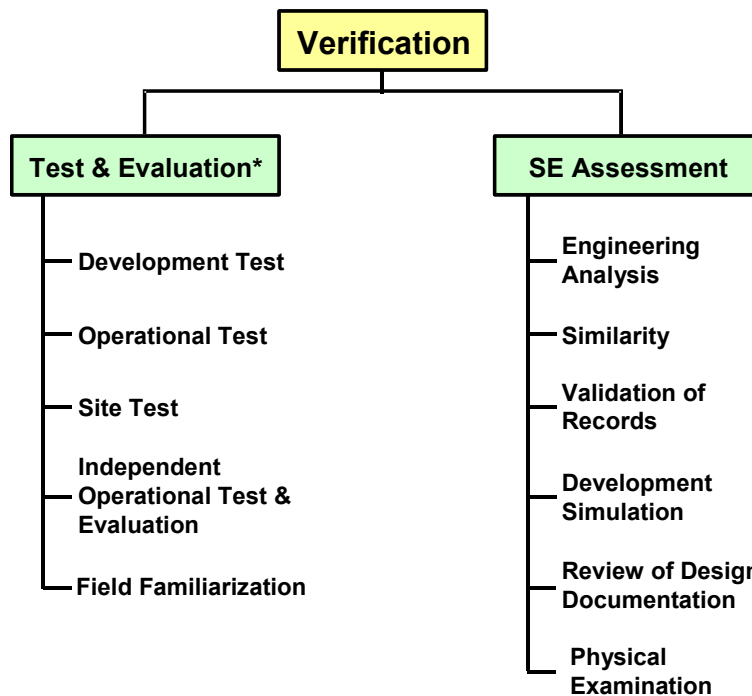 Verification
Test & Evaluation*
Development Test
Operational Test
Site Test
Independent
Operational Test &
Evaluation
Field Familiarization
SE Assessment
Engineering
Analysis
Similarity
Validation of
Records
Development
Simulation
Review of Design
Documentation
Physical
Examination